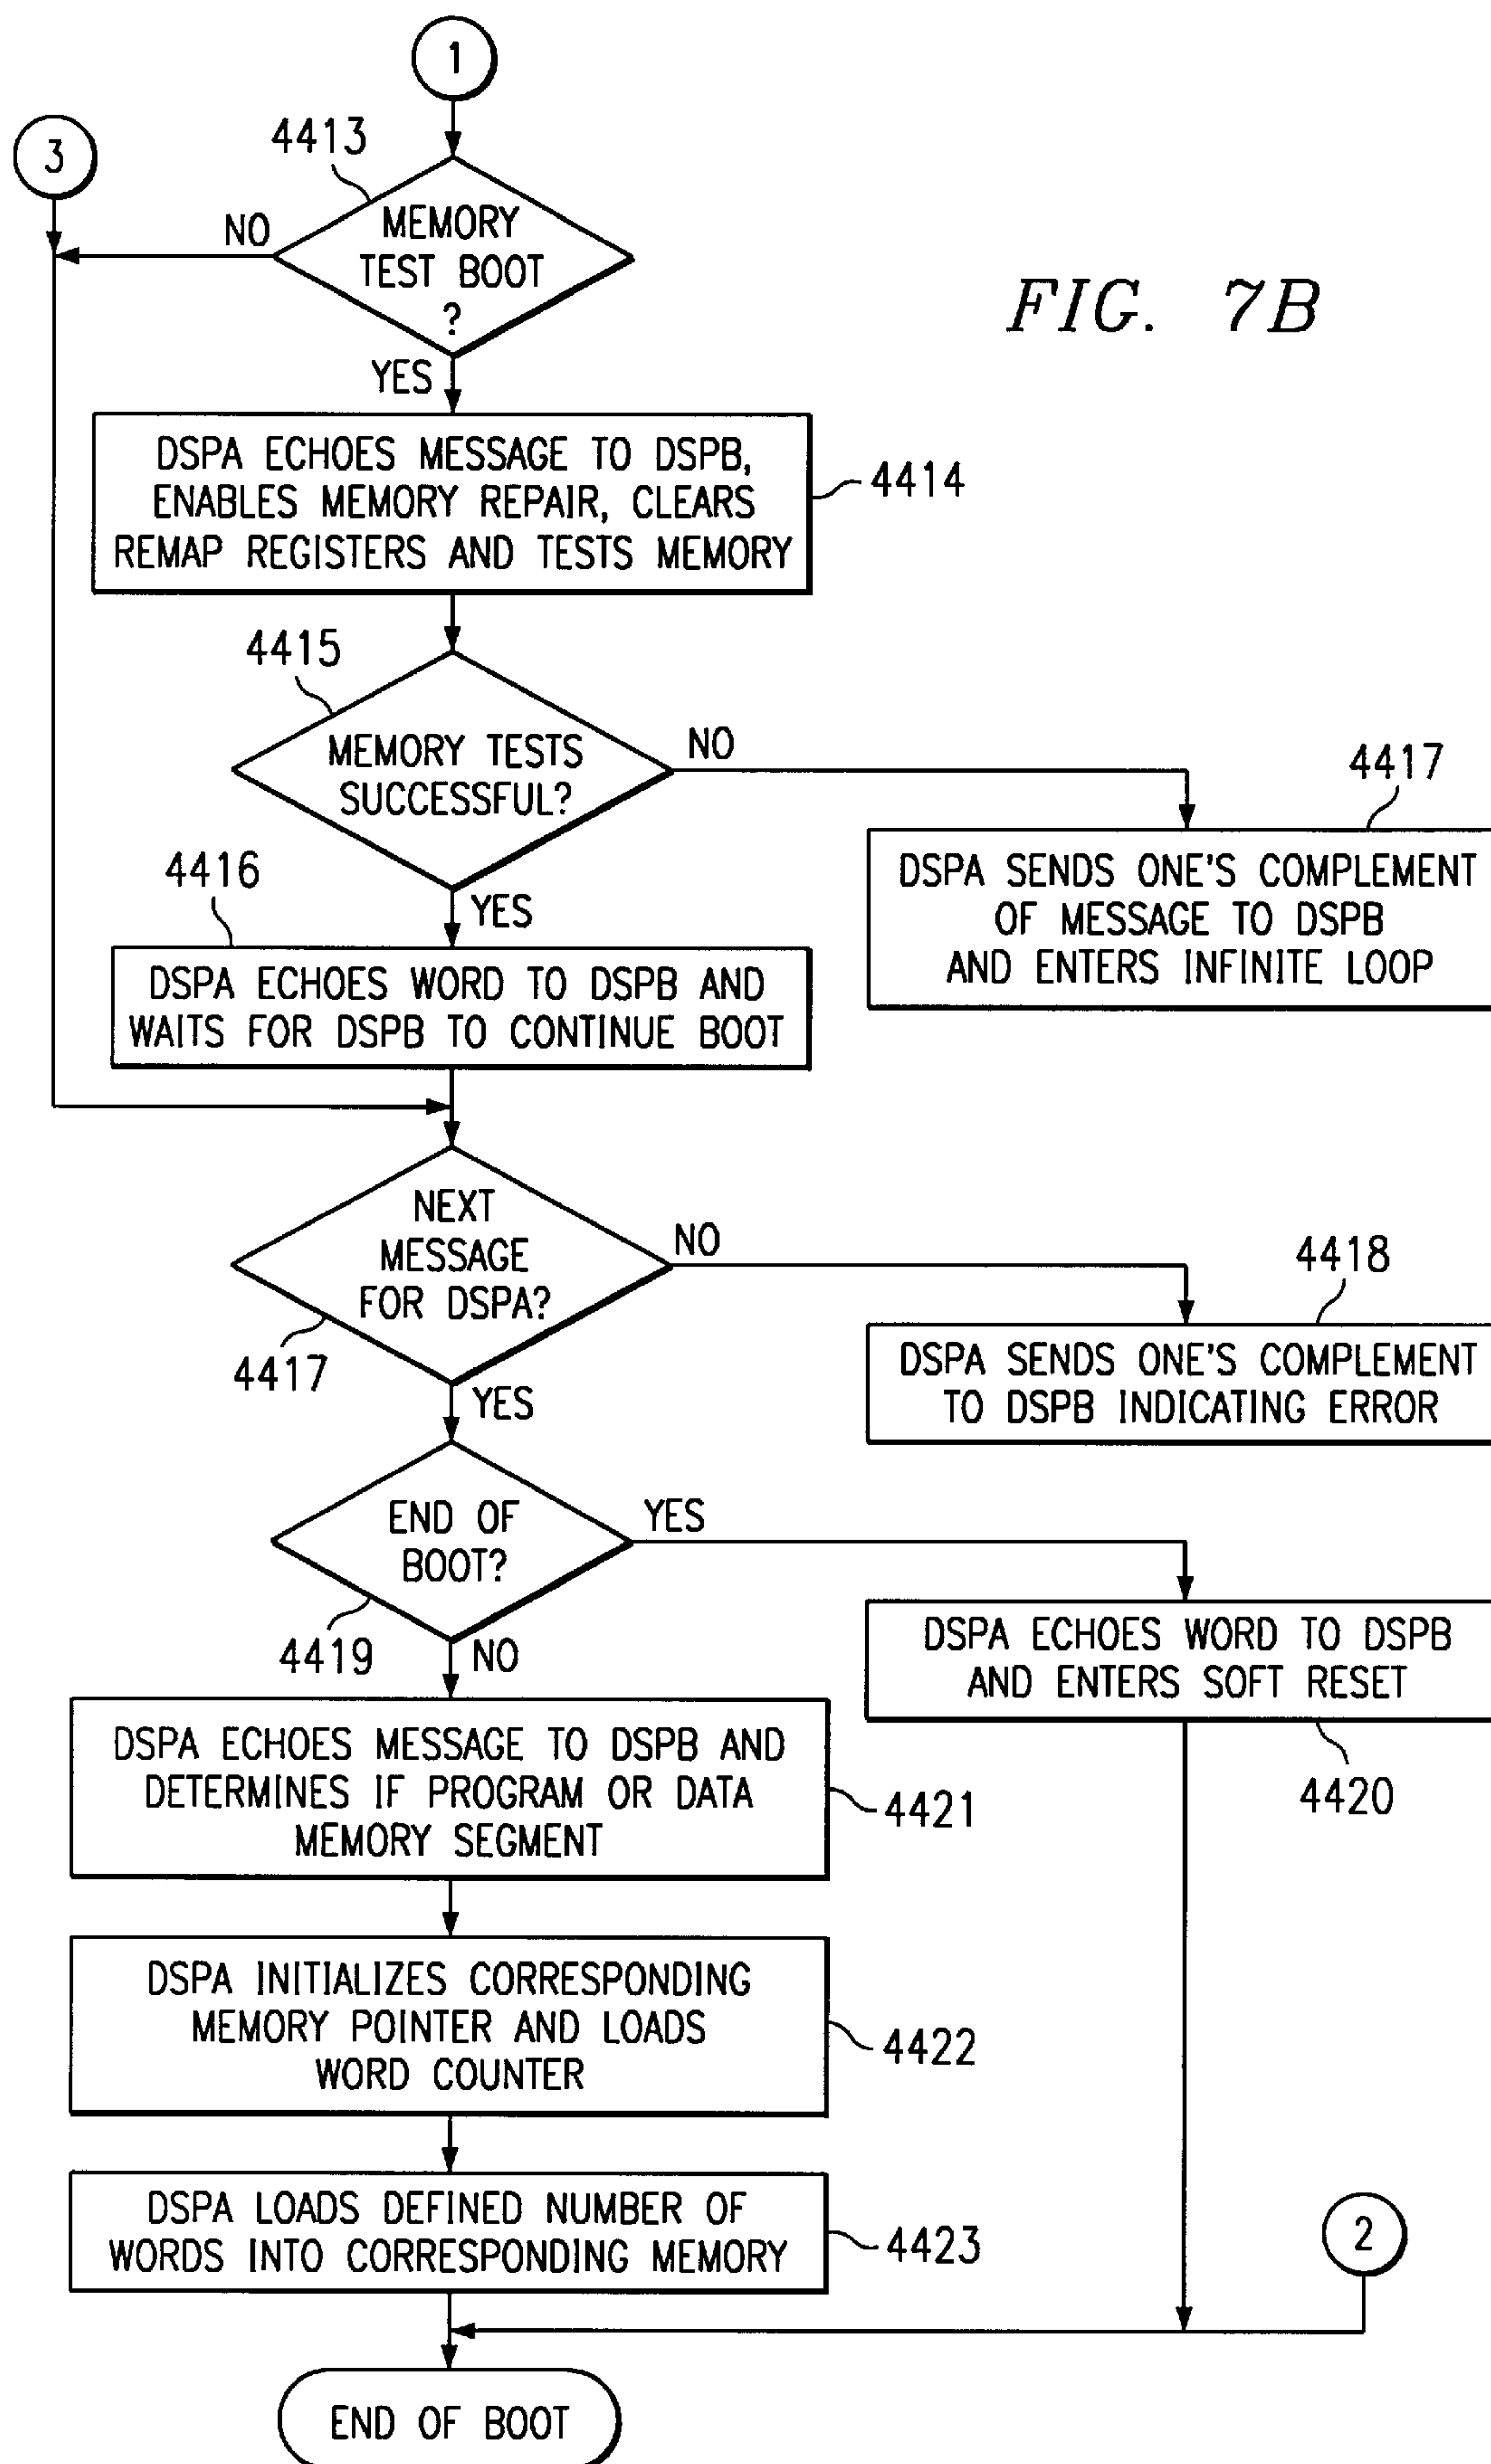 1
3
4413
NO
MEMORY
TEST BOOT
?
FIG. 7B
YES
DSPA ECHOES MESSAGE TO DSPB,
ENABLES MEMORY REPAIR, CLEARS
REMAP REGISTERS AND TESTS MEMORY
4414
4415
MEMORY TESTS
SUCCESSFUL?
NO
4417
DSPA SENDS ONE'S COMPLEMENT
OF MESSAGE TO DSPB
AND ENTERS INFINITE LOOP
4416
YES
DSPA ECHOES WORD TO DSPB AND
WAITS FOR DSPB TO CONTINUE BOOT
NEXT
MESSAGE
FOR DSPA?
NO
4417
4418
DSPA SENDS ONE'S COMPLEMENT
TO DSPB INDICATING ERROR
YES
END OF
BOOT?
YES
4419
NO
DSPA ECHOES WORD TO DSPB
AND ENTERS SOFT RESET
4420
DSPA ECHOES MESSAGE TO DSPB AND
DETERMINES IF PROGRAM OR DATA
MEMORY SEGMENT
4421
DSPA INITIALIZES CORRESPONDING
MEMORY POINTER AND LOADS
WORD COUNTER
4422
DSPA LOADS DEFINED NUMBER OF
WORDS INTO CORRESPONDING MEMORY
4423
2
END OF BOOT